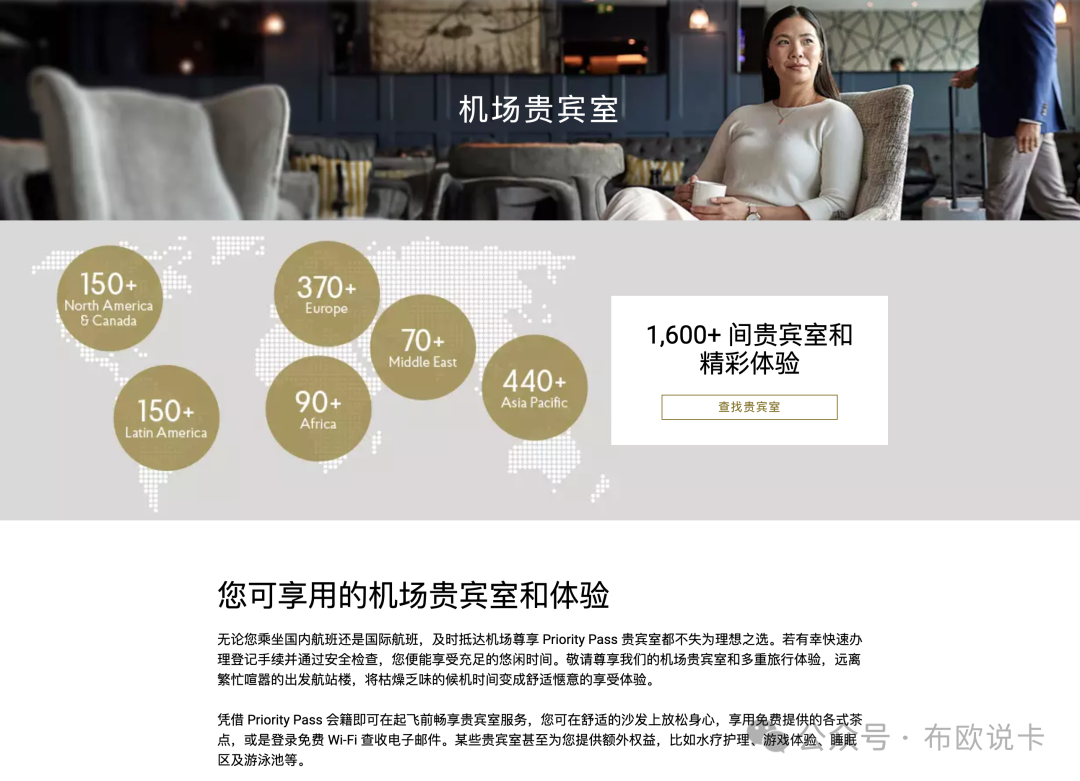 机场贵宾室
150+
North America
& Canada
370+
Europe
70+
Middle East
440+
Asia Pacific
150+
Latin America
90+
Africa
1,600+ 间贵宾室和
精彩体验
查找贵宾室
您可享用的机场贵宾室和体验
无论您乘坐国内航班还是国际航班，及时抵达机场尊享 Priority Pass 贵宾室都不失为理想之选。若有幸快速办
理登记手续并通过安全检查，您便能享受充足的悠闲时间。敬请尊享我们的机场贵宾室和多重旅行体验，远离
繁忙喧嚣的出发航站楼，将枯燥乏味的候机时间变成舒适惬意的享受体验。
凭借 Priority Pass 会籍即可在起飞前畅享贵宾室服务，您可在舒适的沙发上放松身心，享用免费提供的各式茶
点，或是登录免费 Wi-Fi 查收电子邮件。某些贵宾室甚至为您提供额外权益，比如水疗护理、游戏体验、睡眠
区及游泳池等。
公众号 · 布欧说卡